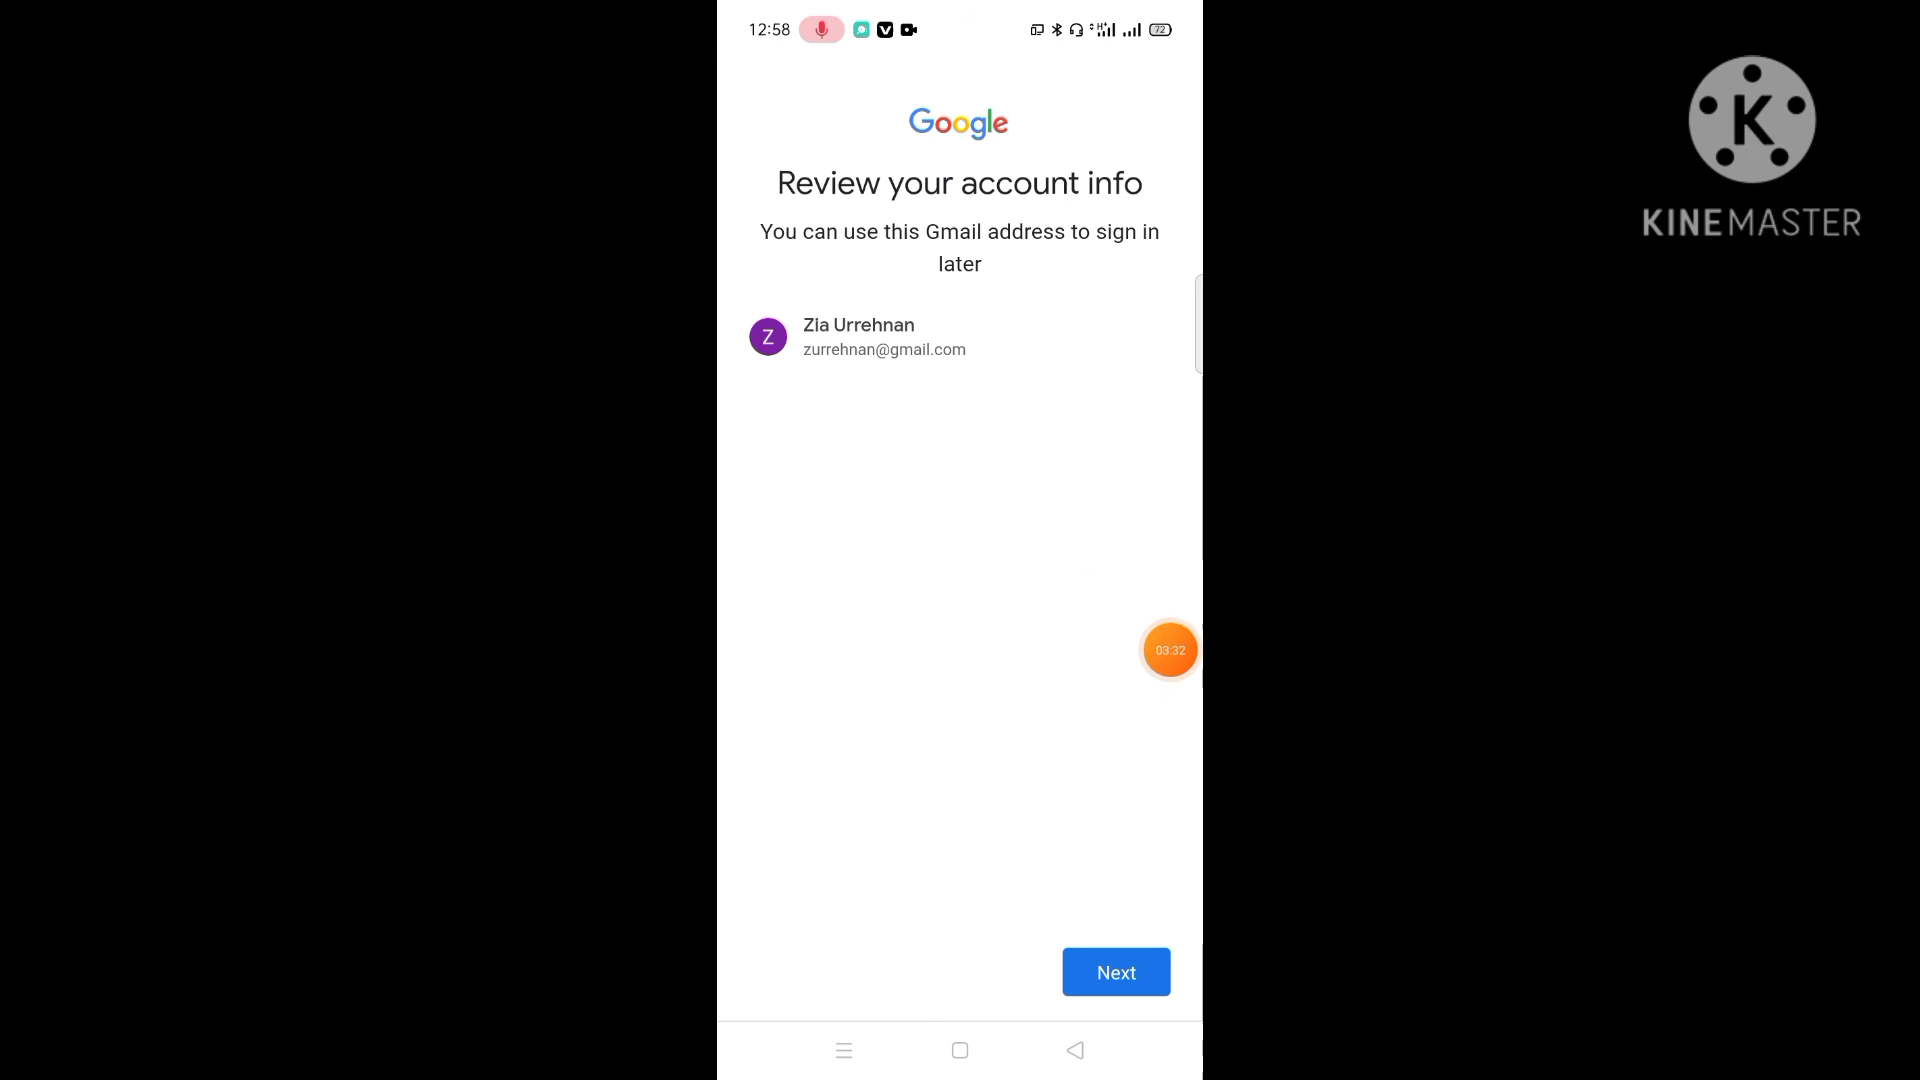 12:58
72
Google
Review your account info
You can use this Gmail address to sign in
later
Z
Zia Urrehnan
zurrehnan@gmail.com
03:32
Next
K
KINEMASTER